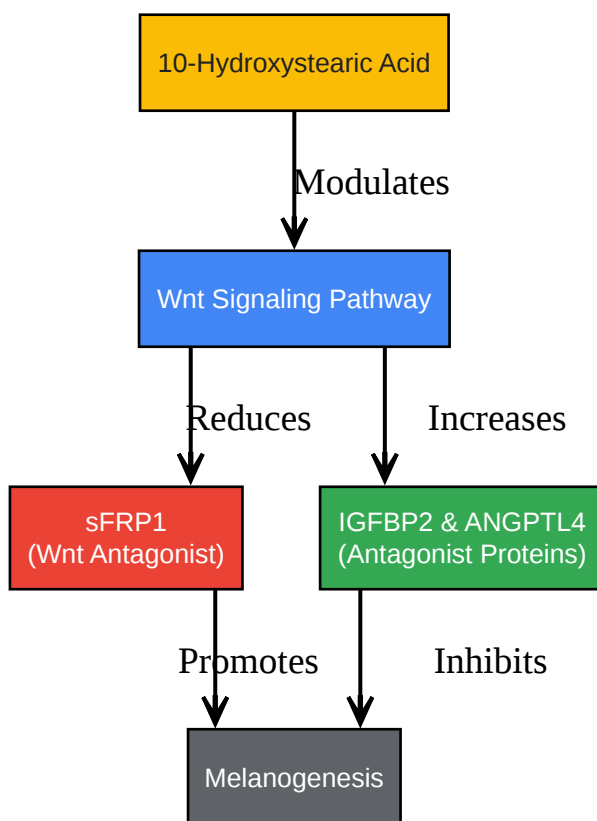 10-Hydroxystearic Acid
Modulates
Wnt Signaling Pathway
Reduces
Increases
sFRP1
(Wnt Antagonist)
IGFBP2 & ANGPTL4
(Antagonist Proteins)
Promotes
Inhibits
Melanogenesis